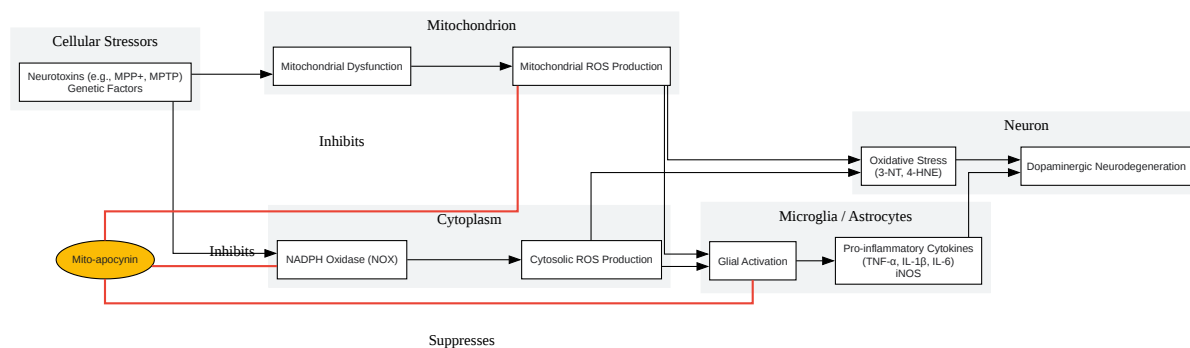 Mitochondrion
Cellular Stressors
Neurotoxins (e.g., MPP+, MPTP)
Genetic Factors
Mitochondrial Dysfunction
Mitochondrial ROS Production
Inhibits
Neuron
Oxidative Stress
(3-NT, 4-HNE)
Dopaminergic Neurodegeneration
Cytoplasm
Microglia / Astrocytes
Mito-apocynin
Inhibits
NADPH Oxidase (NOX)
Cytosolic ROS Production
Glial Activation
Pro-inflammatory Cytokines
(TNF-α, IL-1β, IL-6)
iNOS
Suppresses